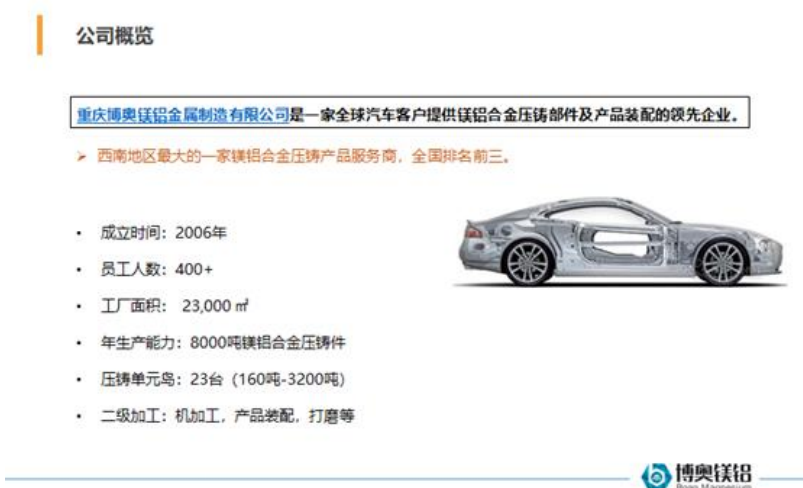 公司概览
重庆博奥镁铝金属制造有限公司是一家全球汽车客户提供镁铝合金压铸部件及产品装配的领先企业。
➢ 西南地区最大的一家镁铝合金压铸产品服务商，全国排名前三。
• 成立时间：2006年
• 员工人数：400+
• 工厂面积： 23,000 ㎡
• 年生产能力：8000吨镁铝合金压铸件
• 压铸单元岛：23台（160吨-3200吨）
• 二级加工：机加工，产品装配，打磨等
博奥镁铝
Boao Magnesium